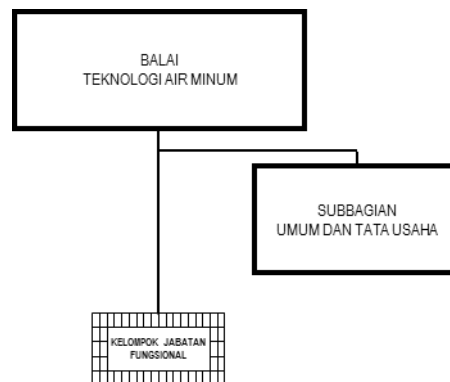 BALAI
TEKNOLOGI AIR MINUM
SUBBAGIAN
UMUM DAN TATA USAHA
KELOMPOK JABATAN
FUNGSIONAL